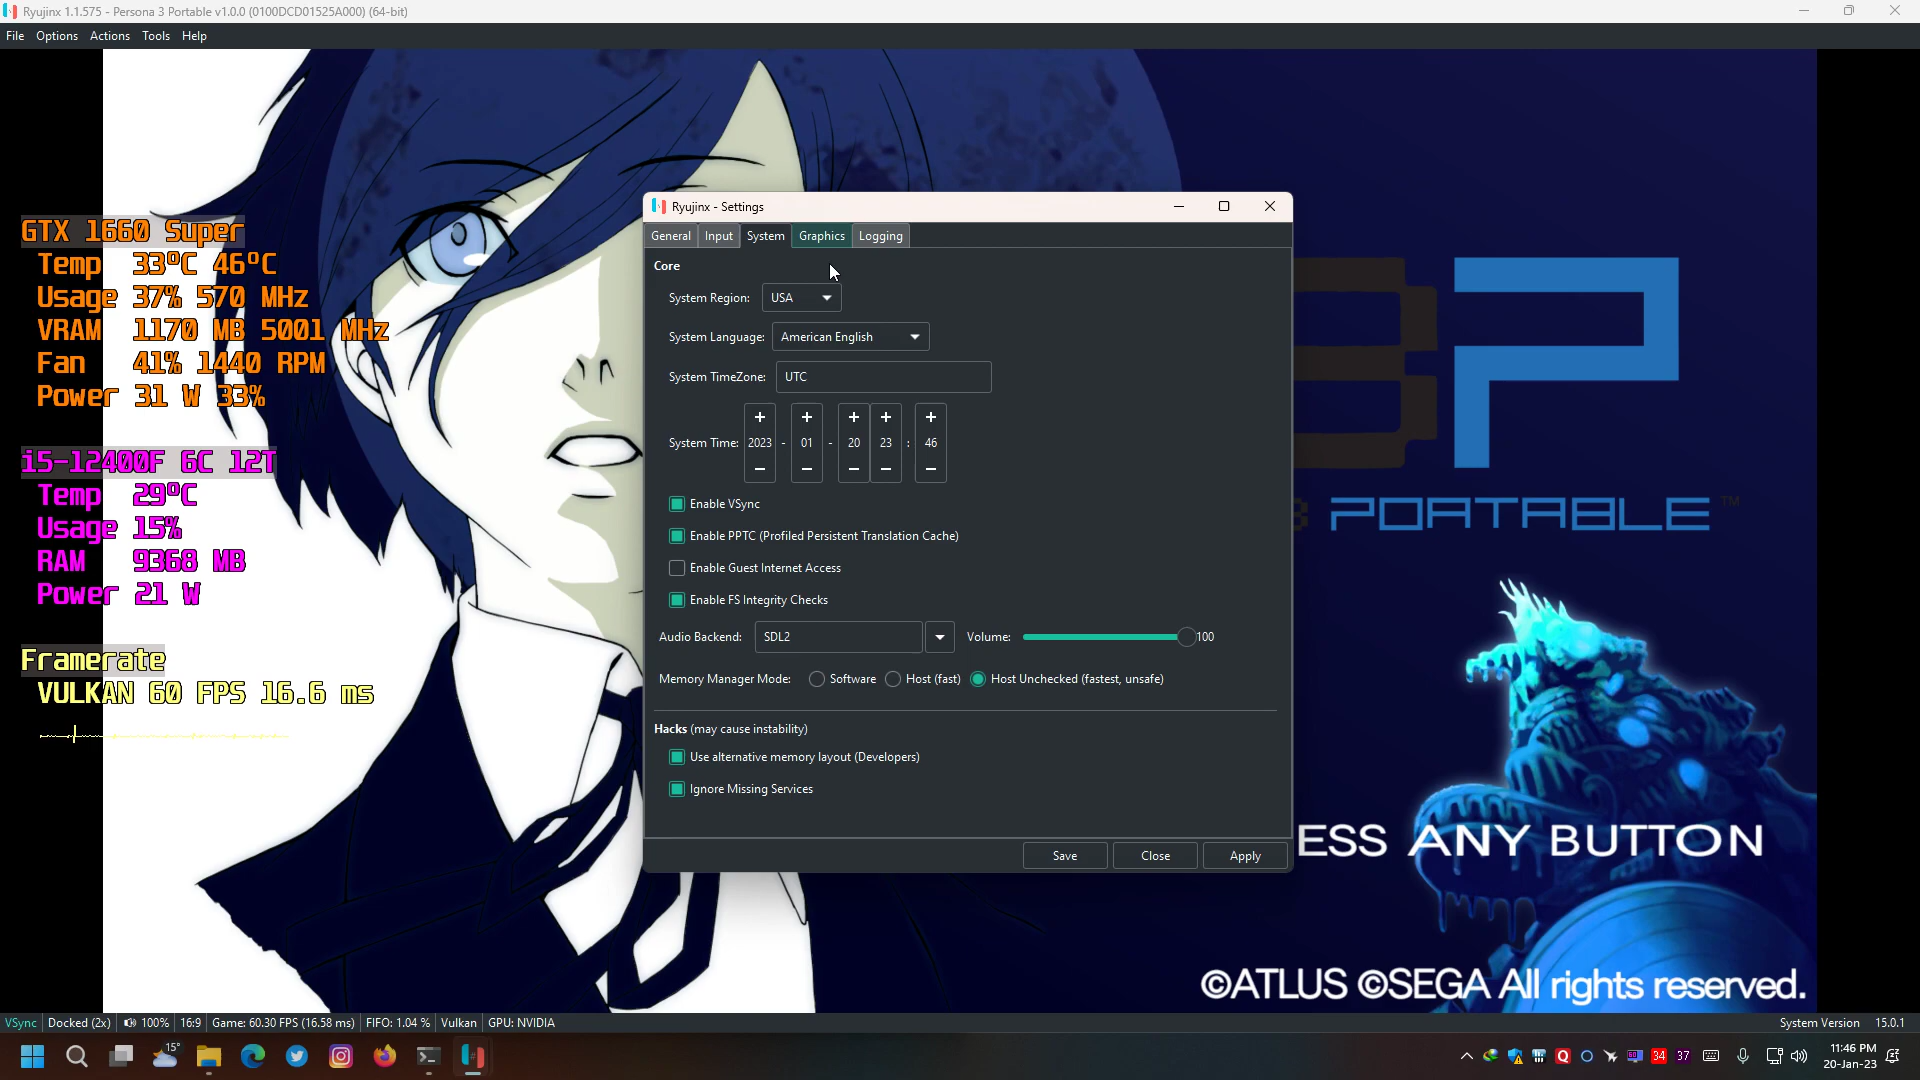 Ryujinx 1.1.575 - Persona 3 Portable v1.0.0 (0100DCD01525A000) (64-bit)
File Options Actions Tools Help
GTX 1660 Super
Temp 33°C 46°C
Usage 37% 570 MHz
VRAM 1170 MB 5001 MHz
Fan 41% 1440 RPM
Power 31 W 33%
i5-12400F 6C 12T
Temp 29°C
Usage 15%
RAM 9368 MB
Power 21 W
Framerate
VULKAN 60 FPS 16.6 ms
Ryujinx - Settings
General Input System Graphics Logging
Core
System Region: USA
System Language: American English
System TimeZone: UTC
+ + + + +
System Time: 2023 - 01 - 20 23 : 46
- - - - -
Enable VSync
Enable PPTC (Profiled Persistent Translation Cache)
Enable Guest Internet Access
Enable FS Integrity Checks
Audio Backend: SDL2 Volume: 100
Memory Manager Mode: Software Host (fast) Host Unchecked (fastest, unsafe)
Hacks (may cause instability)
Use alternative memory layout (Developers)
Ignore Missing Services
Save Close Apply
3P
3 PORTABLE™
ESS ANY BUTTON
©ATLUS ©SEGA All rights reserved.
VSync Docked (2x) 100% 16:9 Game: 60.30 FPS (16.58 ms) FIFO: 1.04 % Vulkan GPU: NVIDIA System Version 15.0.1
15° 60 34 37 11:46 PM
20-Jan-23